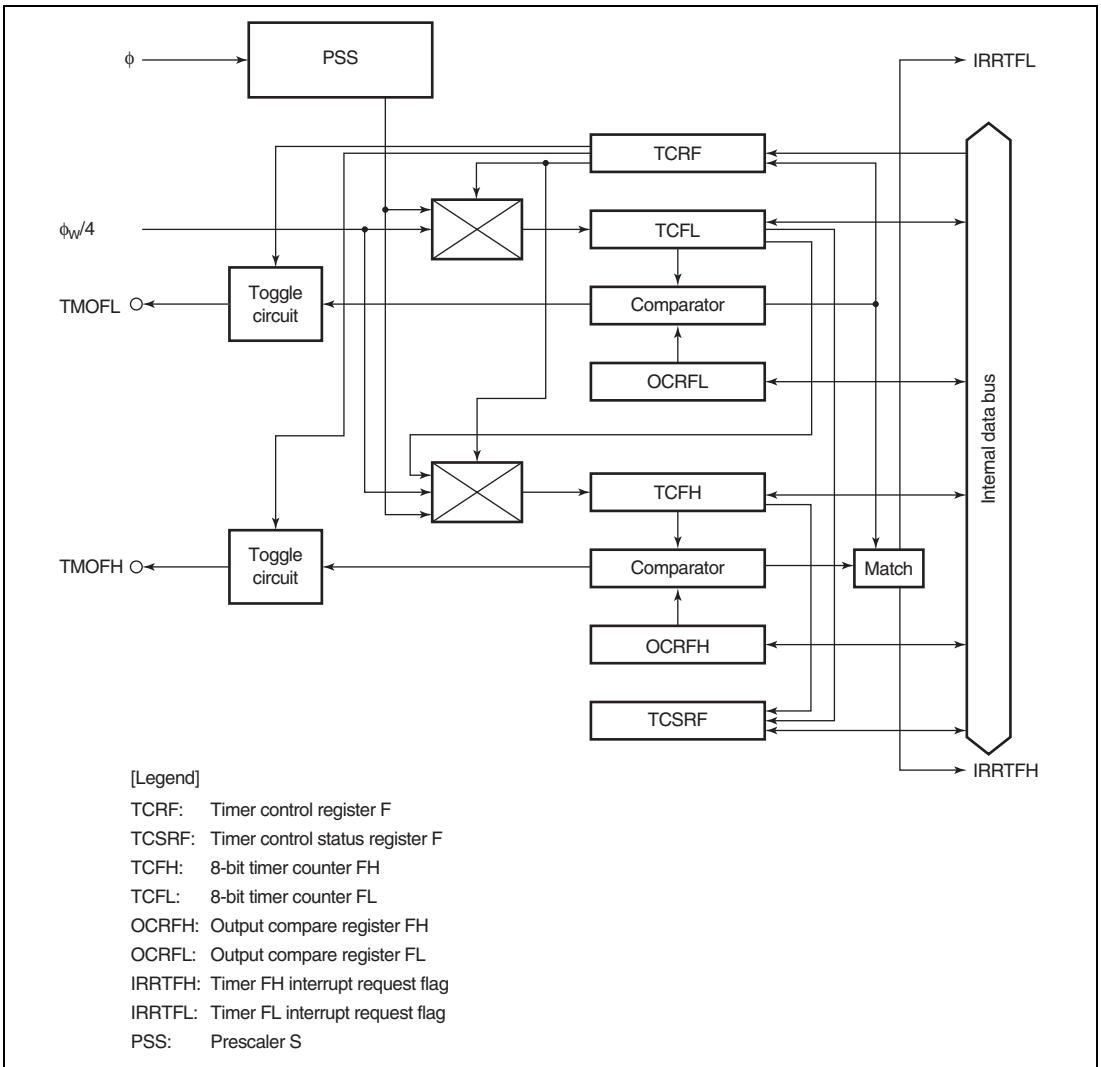 ϕ
PSS
IRRTFL
TCRF
ϕW/4
TCFL
TMOFL
Toggle
circuit
Comparator
OCRFL
Internal data bus
TCFH
TMOFH
Toggle
circuit
Comparator
Match
OCRFH
TCSRF
IRRTFH
[Legend]
TCRF: Timer control register F
TCSRF: Timer control status register F
TCFH: 8-bit timer counter FH
TCFL: 8-bit timer counter FL
OCRFH: Output compare register FH
OCRFL: Output compare register FL
IRRTFH: Timer FH interrupt request flag
IRRTFL: Timer FL interrupt request flag
PSS: Prescaler S